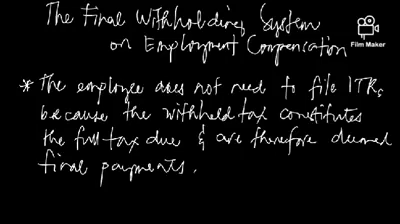 The Final Withholding System
on Employment Compensation
Film Maker
* The employee does not need to file ITRs
because the withheld tax constitutes
the full tax due & are therefore deemed
final payments.